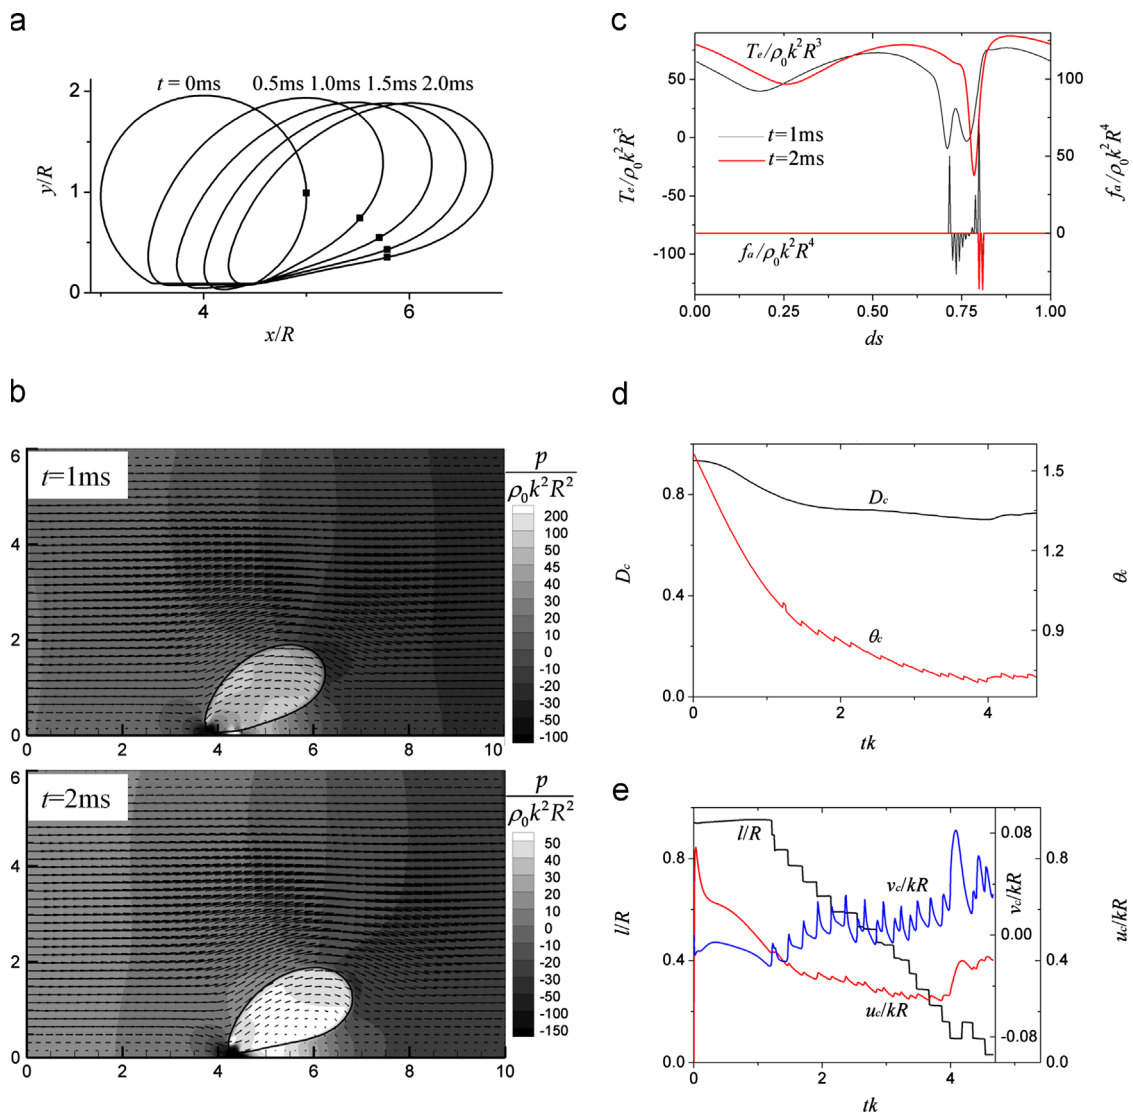 a
t = 0ms 0.5ms 1.0ms 1.5ms 2.0ms
2
1
0
y/R
4 6
x/R
b
t=1ms
6
4
2
0
0 2 4 6 8 10
p
ρ₀k²R²
200
100
50
45
40
30
20
10
0
-10
-20
-30
-50
-100
t=2ms
6
4
2
0
0 2 4 6 8 10
p
ρ₀k²R²
50
40
30
20
10
0
-10
-20
-50
-100
-150
c
Tₑ/ρ₀k²R³
t=1ms
t=2ms
fₐ/ρ₀k²R⁴
50
25
0
-25
-50
-100
Tₑ/ρ₀k²R³
100
50
0
fₐ/ρ₀k²R⁴
0.00 0.25 0.50 0.75 1.00
ds
d
D꜀
θ꜀
0.8
0.4
0.0
D꜀
1.5
1.2
0.9
θ꜀
0 2 4
tk
e
l/R
v꜀/kR
u꜀/kR
0.8
0.6
0.4
0.2
0.0
l/R
0.08
0.00
-0.08
v꜀/kR
0.8
0.4
0.0
u꜀/kR
0 2 4
tk